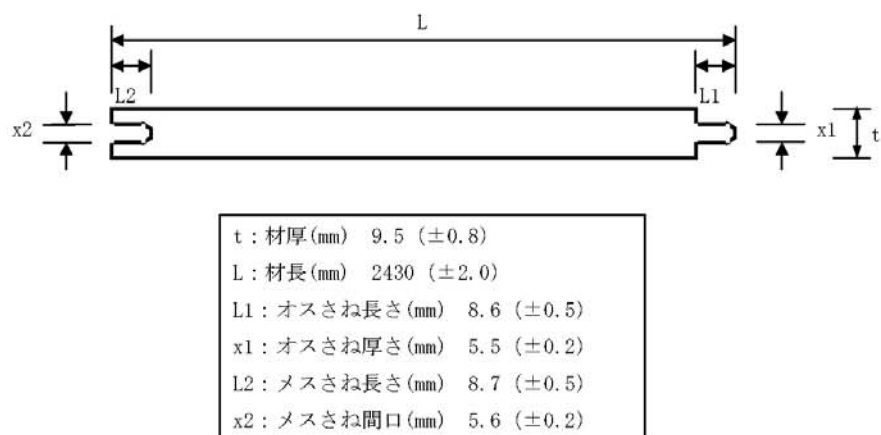 L
L2
L1
x2
x1
t
t：材厚(mm) 9.5 (±0.8)
L：材長(mm) 2430 (±2.0)
L1：オスさね長さ(mm) 8.6 (±0.5)
x1：オスさね厚さ(mm) 5.5 (±0.2)
L2：メスさね長さ(mm) 8.7 (±0.5)
x2：メスさね間口(mm) 5.6 (±0.2)